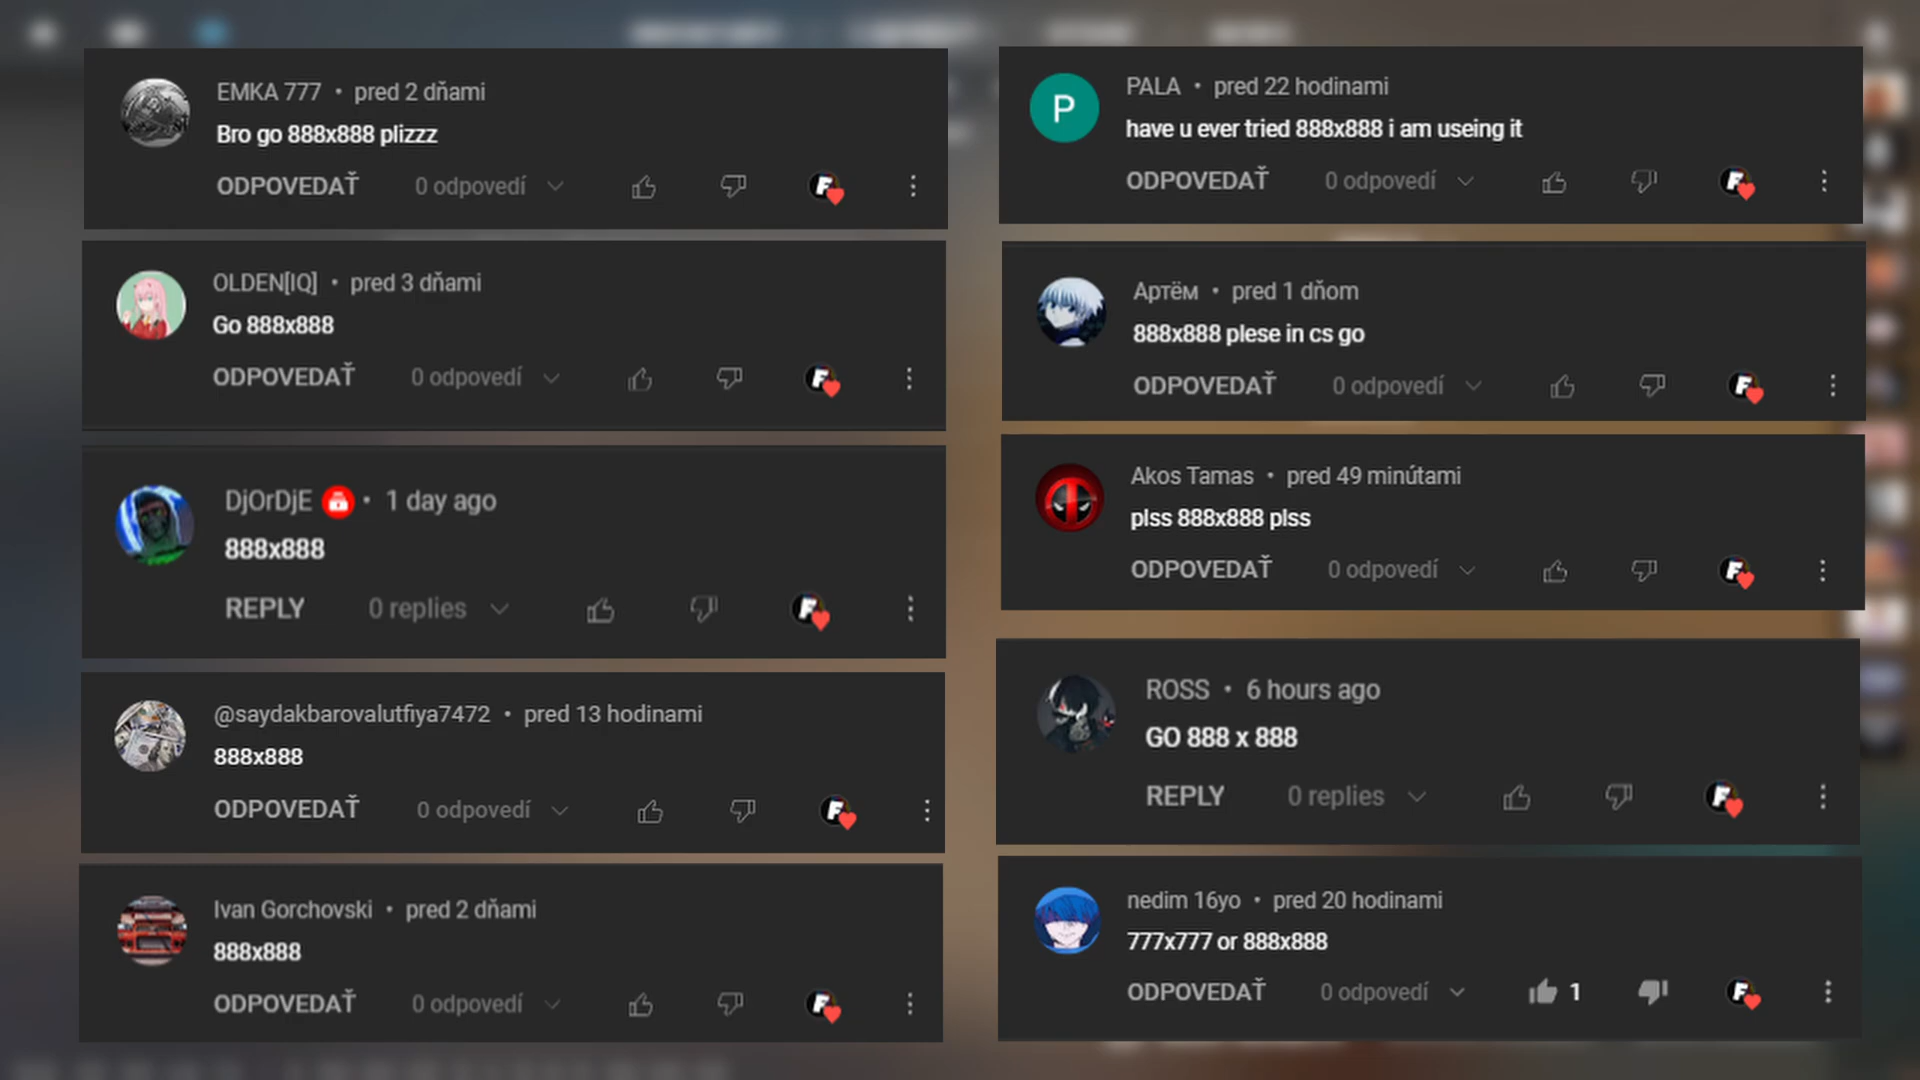 EMKA 777 • pred 2 dňami
Bro go 888x888 plizzz
ODPOVEDAŤ 0 odpovedí
OLDEN[IQ] • pred 3 dňami
Go 888x888
ODPOVEDAŤ 0 odpovedí
DjOrDjE • 1 day ago
888x888
REPLY 0 replies
@saydakbarovalutfiya7472 • pred 13 hodinami
888x888
ODPOVEDAŤ 0 odpovedí
Ivan Gorchovski • pred 2 dňami
888x888
ODPOVEDAŤ 0 odpovedí
P
PALA • pred 22 hodinami
have u ever tried 888x888 i am useing it
ODPOVEDAŤ 0 odpovedí
Артём • pred 1 dňom
888x888 plese in cs go
ODPOVEDAŤ 0 odpovedí
Akos Tamas • pred 49 minútami
plss 888x888 plss
ODPOVEDAŤ 0 odpovedí
ROSS • 6 hours ago
GO 888 x 888
REPLY 0 replies
nedim 16yo • pred 20 hodinami
777x777 or 888x888
ODPOVEDAŤ 0 odpovedí 1